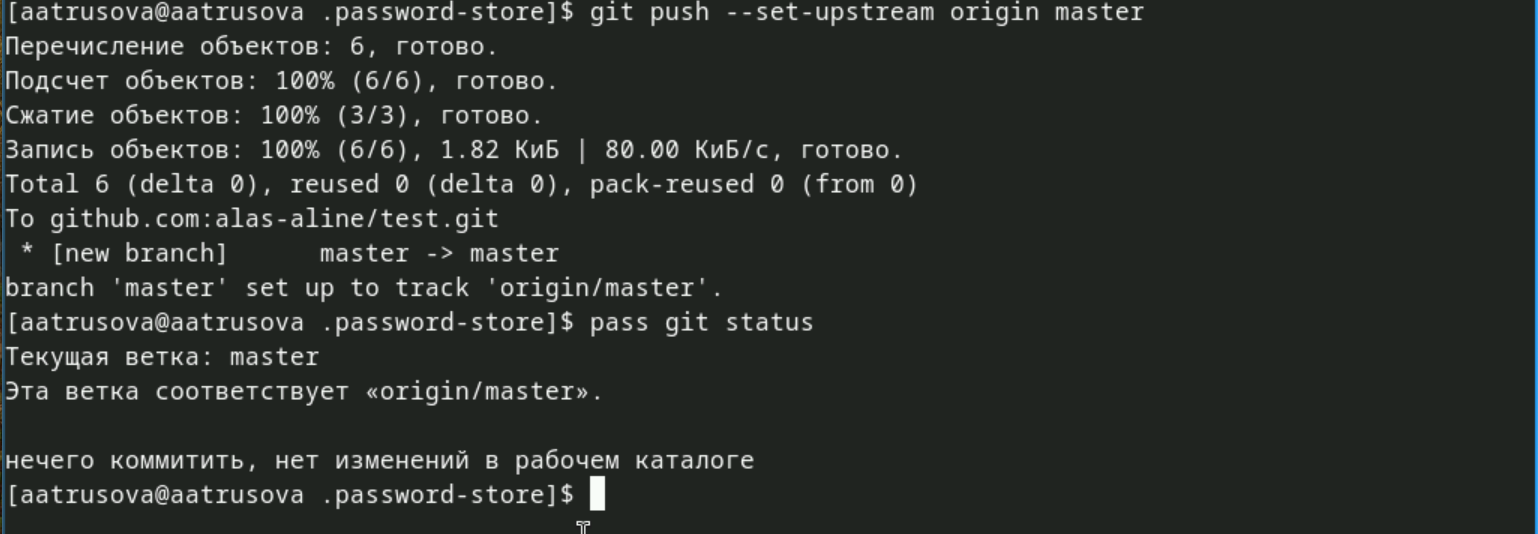 [aatrusova@aatrusova .password-store]$ git push --set-upstream origin master
Перечисление объектов: 6, готово.
Подсчет объектов: 100% (6/6), готово.
Сжатие объектов: 100% (3/3), готово.
Запись объектов: 100% (6/6), 1.82 КиБ | 80.00 КиБ/с, готово.
Total 6 (delta 0), reused 0 (delta 0), pack-reused 0 (from 0)
To github.com:alas-aline/test.git
 * [new branch]      master -> master
branch 'master' set up to track 'origin/master'.
[aatrusova@aatrusova .password-store]$ pass git status
Текущая ветка: master
Эта ветка соответствует «origin/master».

нечего коммитить, нет изменений в рабочем каталоге
[aatrusova@aatrusova .password-store]$